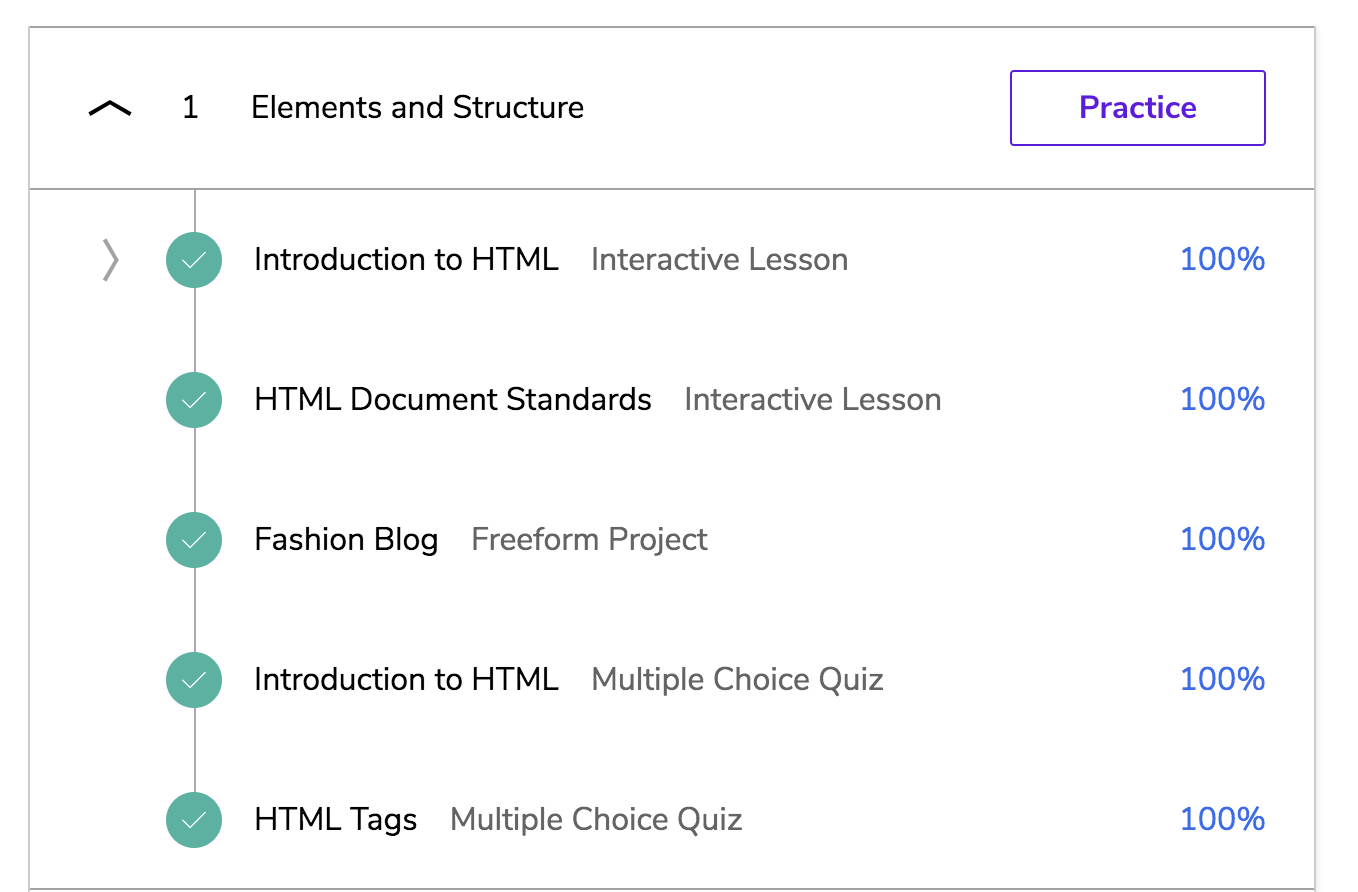 1 Elements and Structure Practice
Introduction to HTML Interactive Lesson 100%
HTML Document Standards Interactive Lesson 100%
Fashion Blog Freeform Project 100%
Introduction to HTML Multiple Choice Quiz 100%
HTML Tags Multiple Choice Quiz 100%